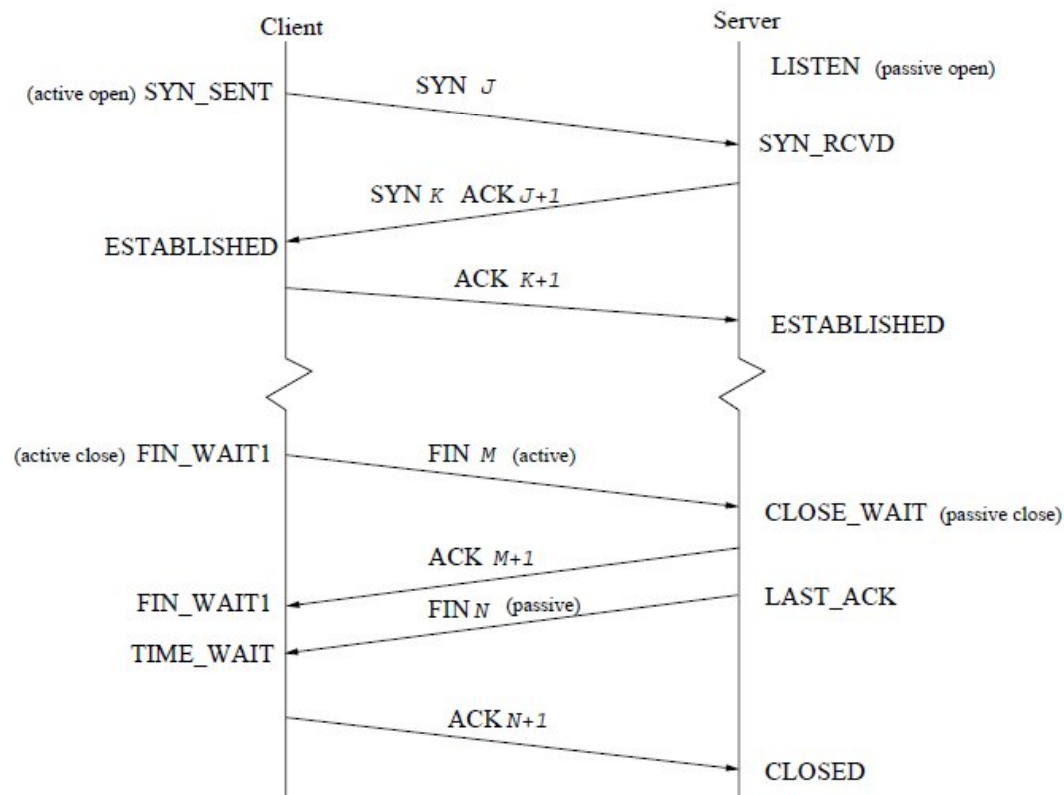 Client
Server
LISTEN (passive open)
(active open) SYN_SENT
SYN J
SYN_RCVD
SYN K ACK J+1
ESTABLISHED
ACK K+1
ESTABLISHED
(active close) FIN_WAIT1
FIN M (active)
CLOSE_WAIT (passive close)
ACK M+1
FIN_WAIT1
FIN N (passive)
LAST_ACK
TIME_WAIT
ACK N+1
CLOSED